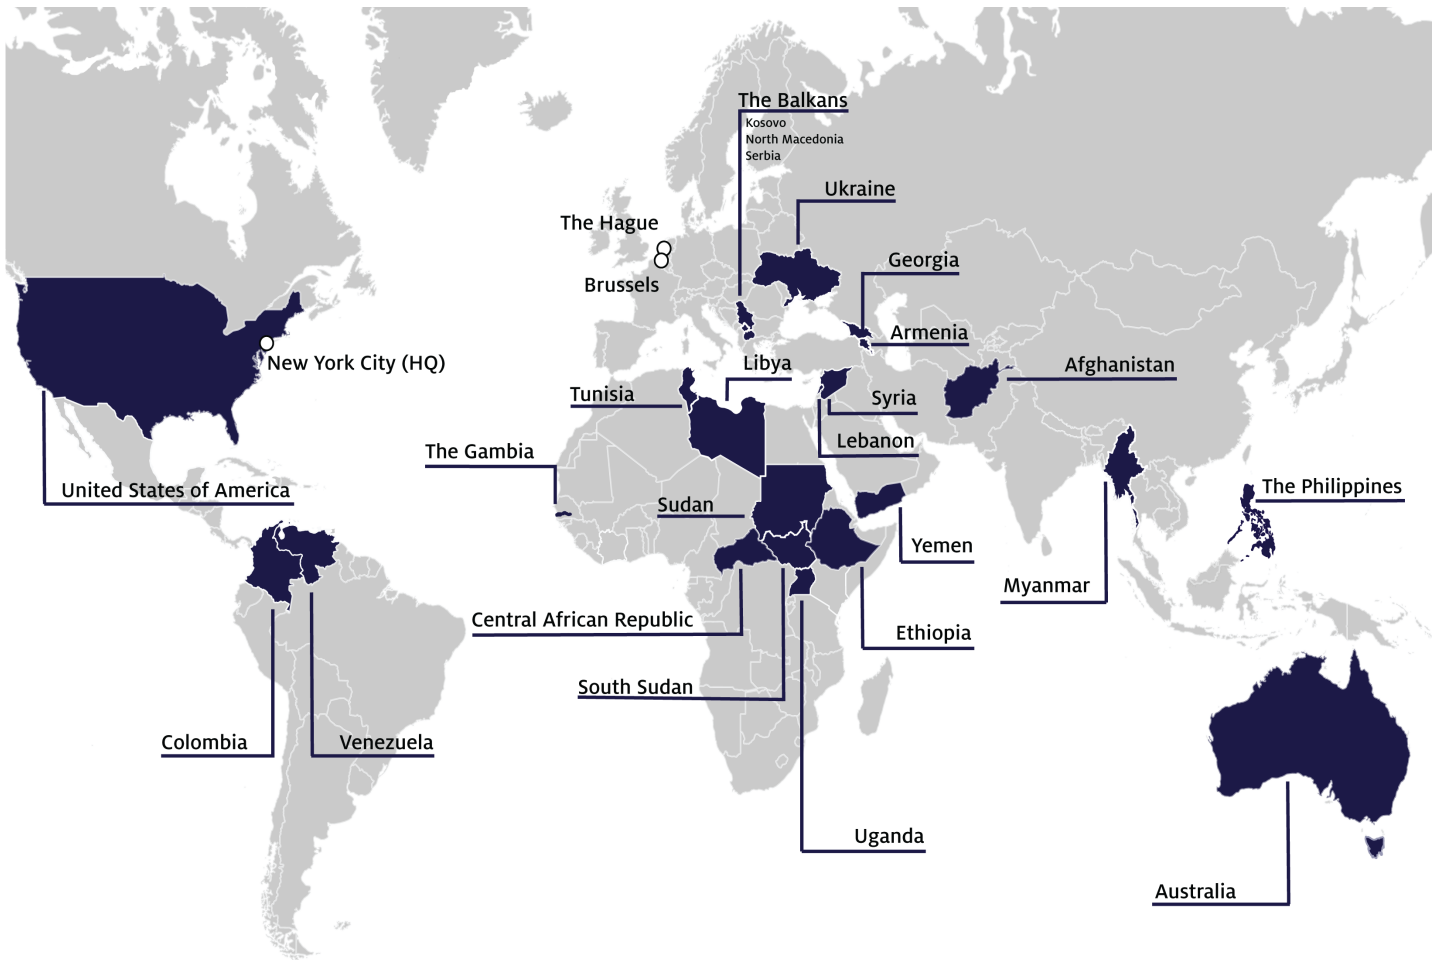 The Balkans
Kosovo
North Macedonia
Serbia
Ukraine
The Hague
Georgia
Brussels
Armenia
New York City (HQ)
Libya
Afghanistan
Tunisia
Syria
Lebanon
The Gambia
United States of America
The Philippines
Sudan
Yemen
Myanmar
Central African Republic
Ethiopia
South Sudan
Colombia
Venezuela
Uganda
Australia